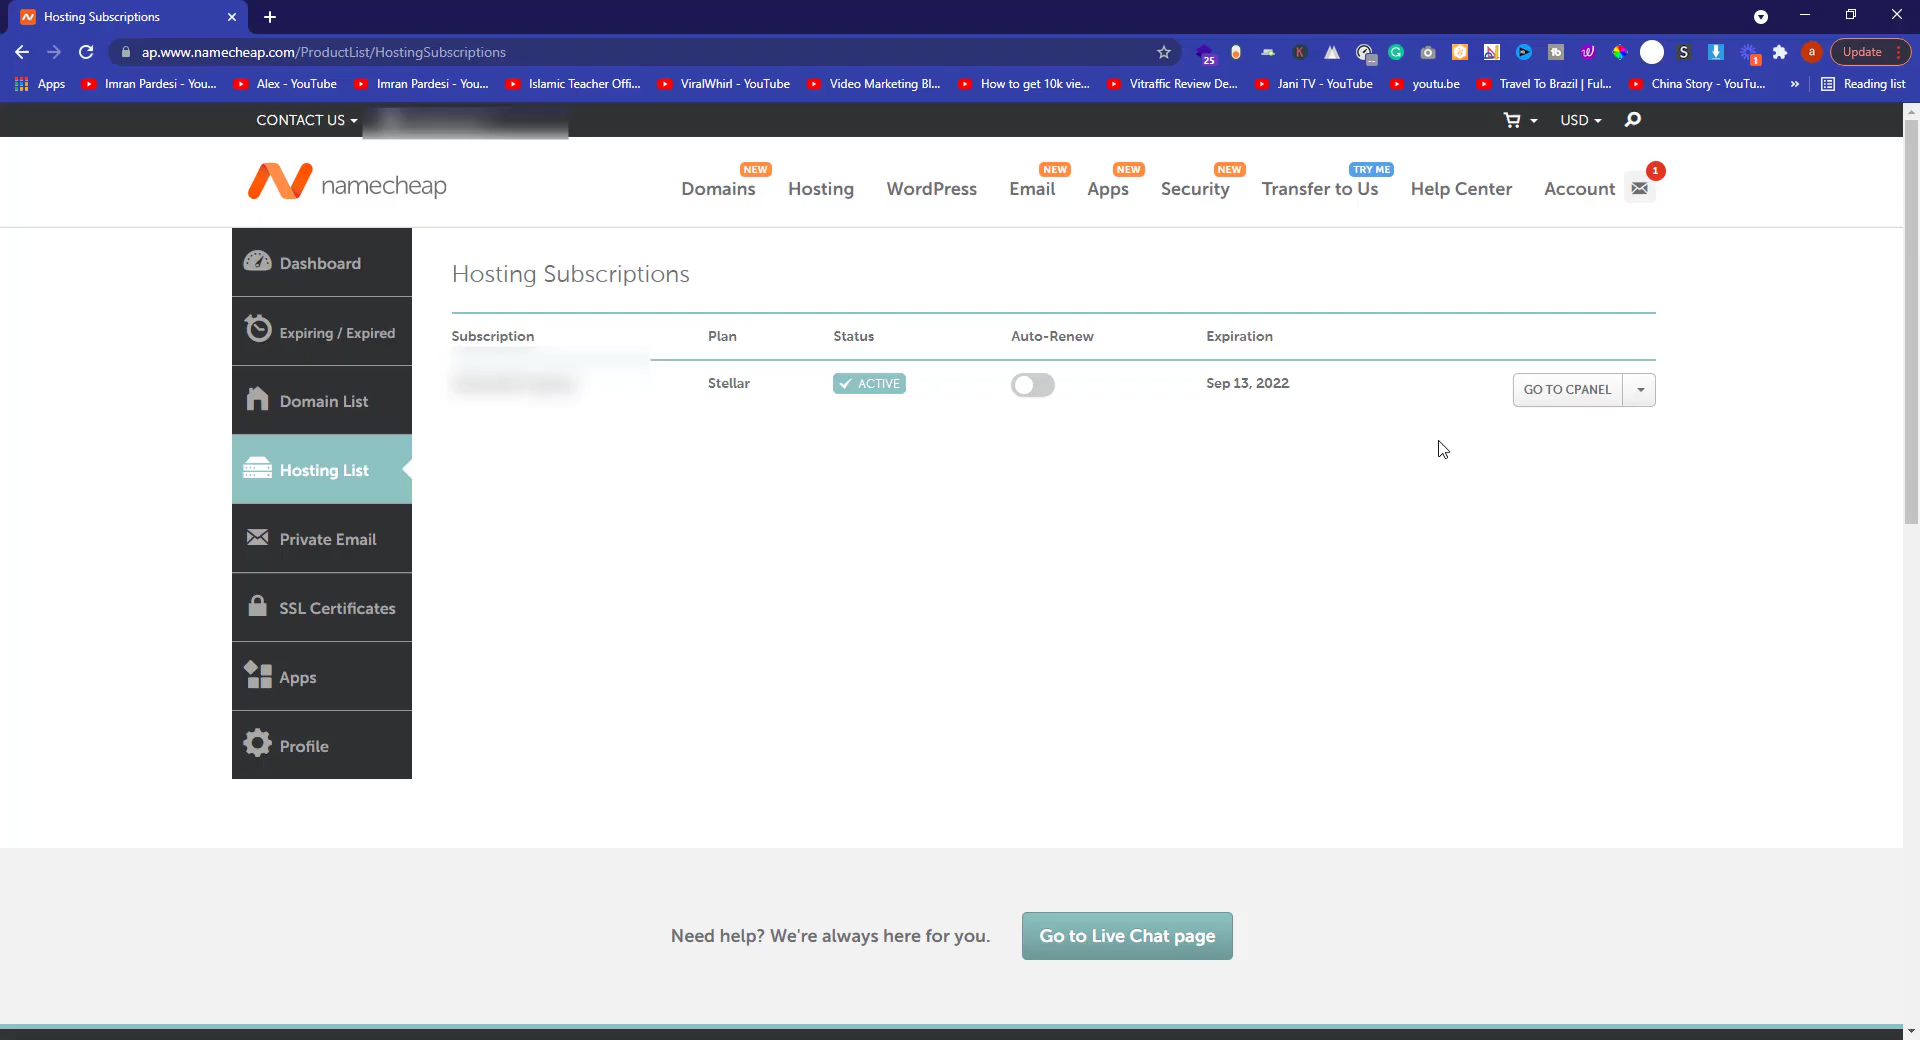 Hosting Subscriptions
ap.www.namecheap.com/ProductList/HostingSubscriptions
25
K
tb
S
1
a
Update
Apps
Imran Pardesi - You...
Alex - YouTube
Imran Pardesi - You...
Islamic Teacher Offi...
ViralWhirl - YouTube
Video Marketing Bl...
How to get 10k vie...
Vitraffic Review De...
Jani TV - YouTube
youtu.be
Travel To Brazil | Ful...
China Story - YouTu...
»
Reading list
CONTACT US
USD
namecheap
NEW
Domains
Hosting
WordPress
NEW
Email
NEW
Apps
NEW
Security
TRY ME
Transfer to Us
Help Center
Account
1
Dashboard
Expiring / Expired
Domain List
Hosting List
Private Email
SSL Certificates
Apps
Profile
Hosting Subscriptions
Subscription Plan Status Auto-Renew Expiration
Stellar ACTIVE Sep 13, 2022 GO TO CPANEL
Need help? We're always here for you.
Go to Live Chat page